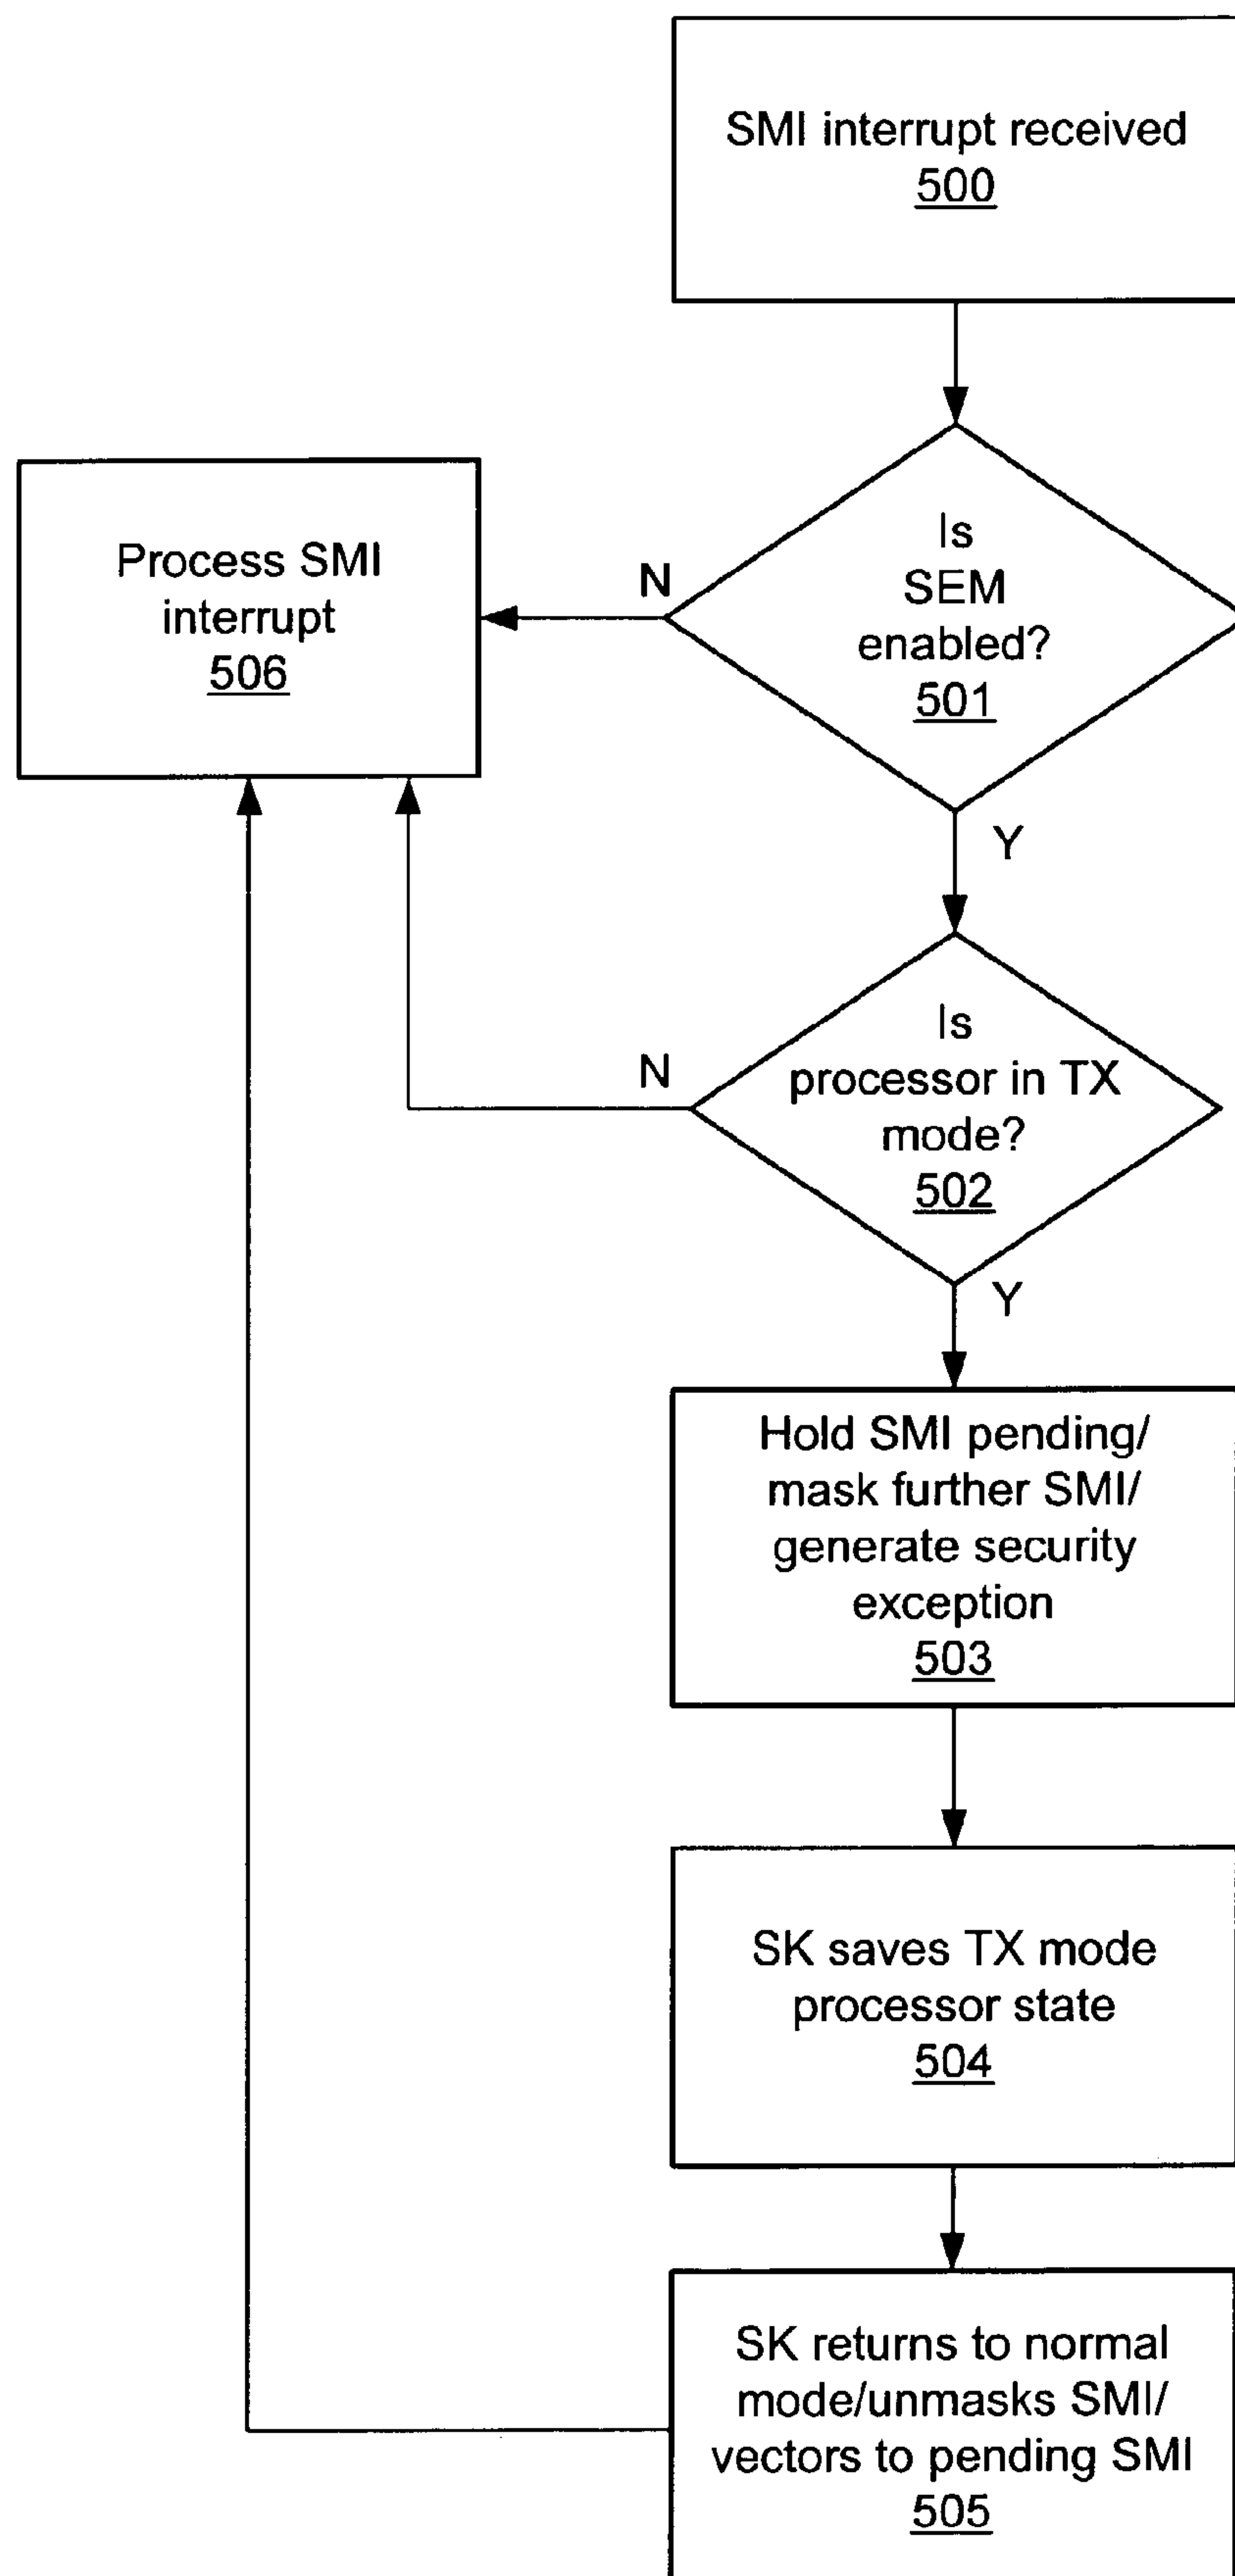 SMI interrupt received
500
Is
SEM
enabled?
501
N
Process SMI
interrupt
506
Y
Is
processor in TX
mode?
502
N
Y
Hold SMI pending/
mask further SMI/
generate security
exception
503
SK saves TX mode
processor state
504
SK returns to normal
mode/unmasks SMI/
vectors to pending SMI
505